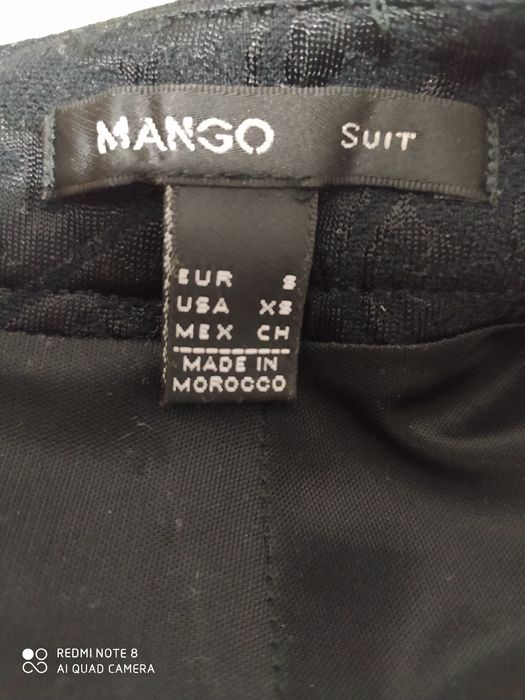 MANGO SUIT
EUR S
USA XS
MEX CH
MADE IN
MOROCCO
REDMI NOTE 8
AI QUAD CAMERA